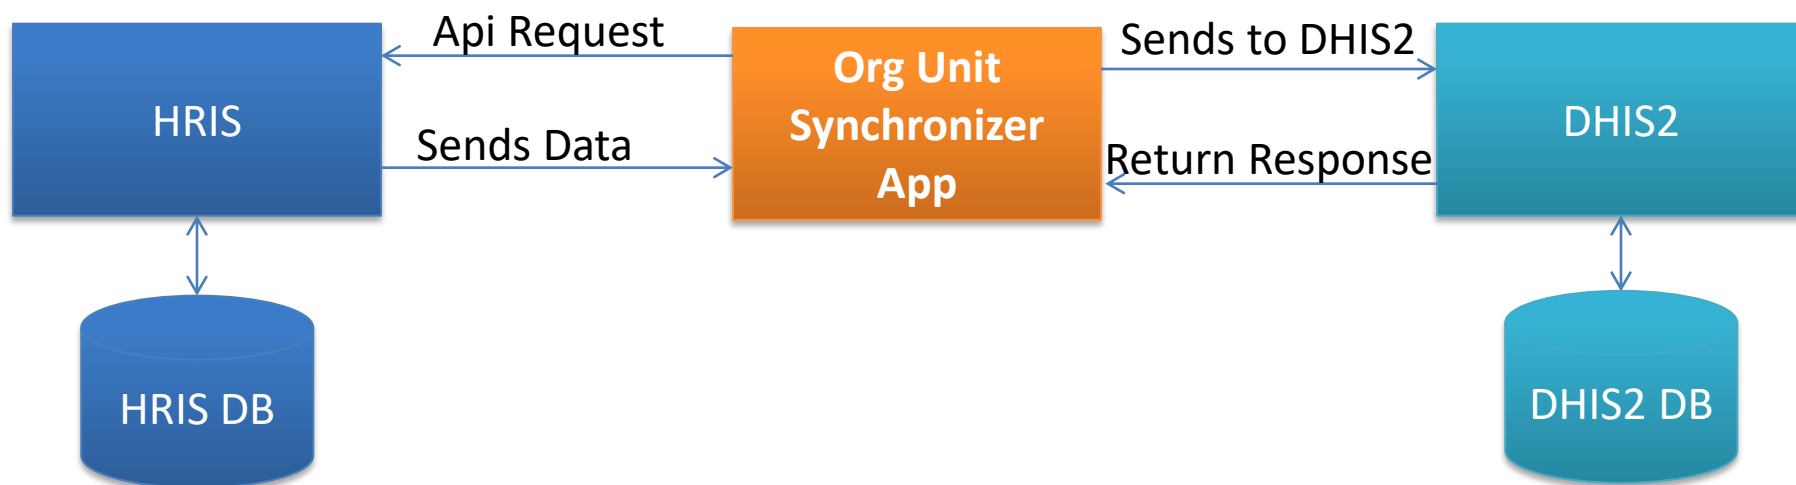 Api Request
Sends to DHIS2
HRIS
Org Unit
Synchronizer
App
DHIS2
Sends Data
Return Response
HRIS DB
DHIS2 DB